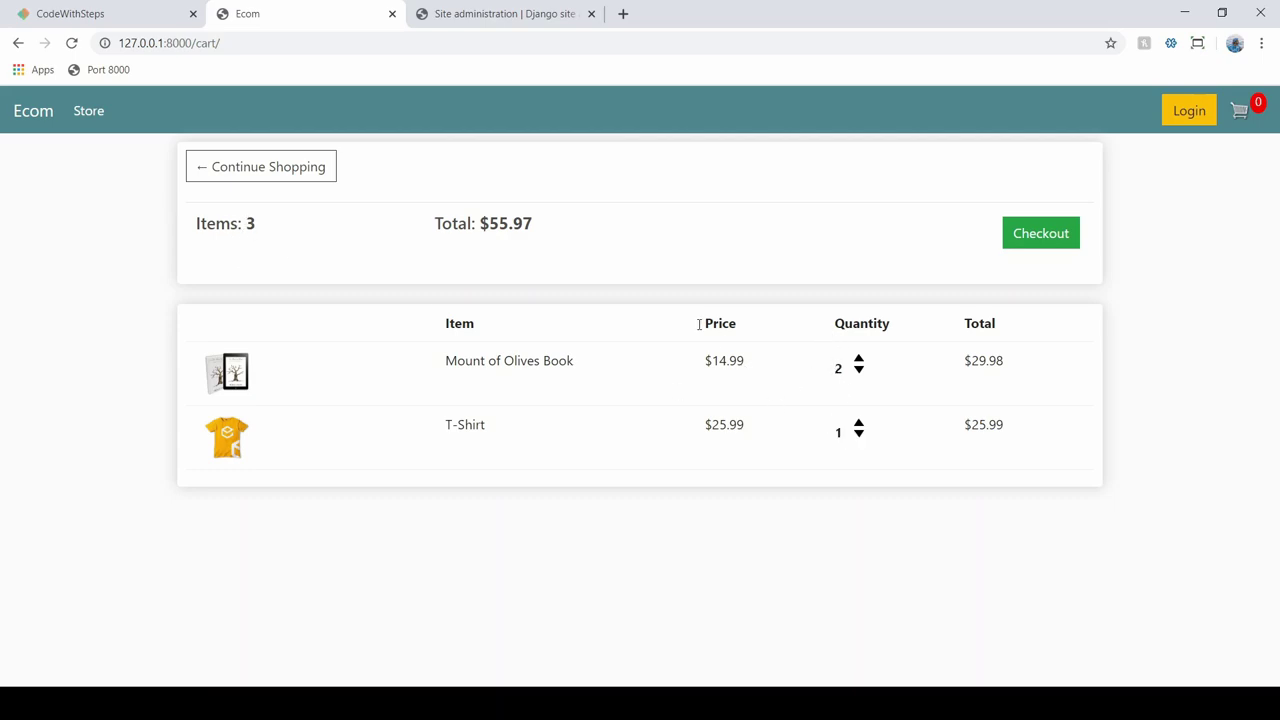 CodeWithSteps
Ecom
Site administration | Django site
127.0.0.1:8000/cart/
Apps
Port 8000
Ecom
Store
Login
0
← Continue Shopping
Items: 3
Total: $55.97
Checkout
Item Price Quantity Total
Mount of Olives Book $14.99 2 $29.98
T-Shirt $25.99 1 $25.99